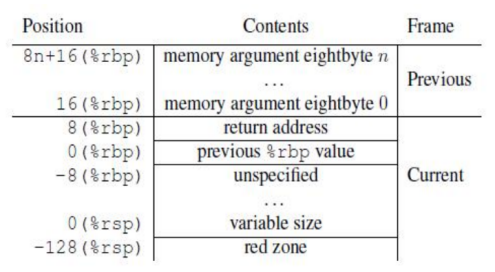 Position Contents Frame
8n+16(%rbp) memory argument eightbyte n
... Previous
16(%rbp) memory argument eightbyte 0
8(%rbp) return address
0(%rbp) previous %rbp value
-8(%rbp) unspecified Current
...
0(%rsp) variable size
-128(%rsp) red zone